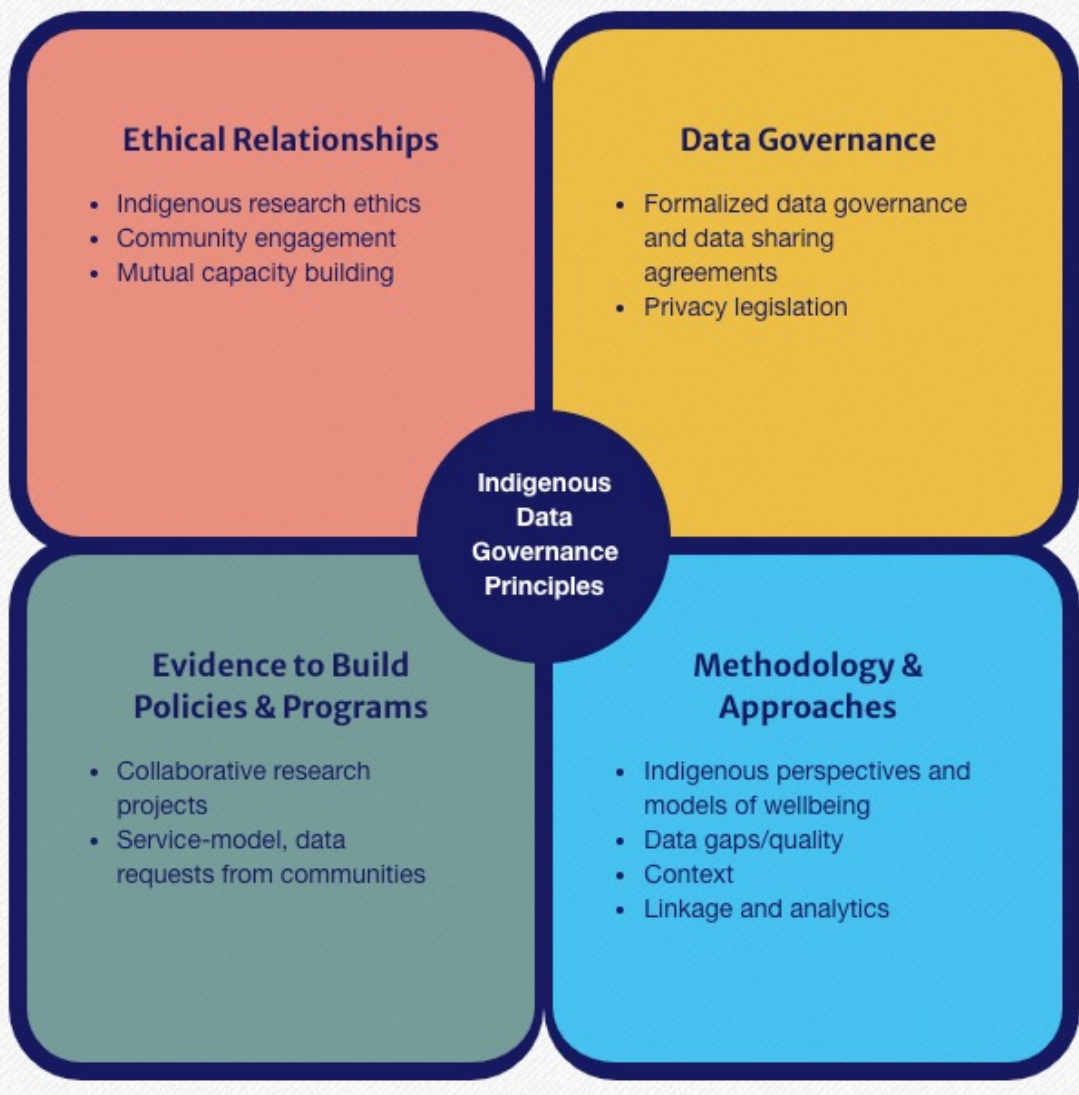 Ethical Relationships
• Indigenous research ethics
• Community engagement
• Mutual capacity building
Data Governance
• Formalized data governance
and data sharing
agreements
• Privacy legislation
Indigenous
Data
Governance
Principles
Evidence to Build
Policies & Programs
• Collaborative research
projects
• Service-model, data
requests from communities
Methodology &
Approaches
• Indigenous perspectives and
models of wellbeing
• Data gaps/quality
• Context
• Linkage and analytics